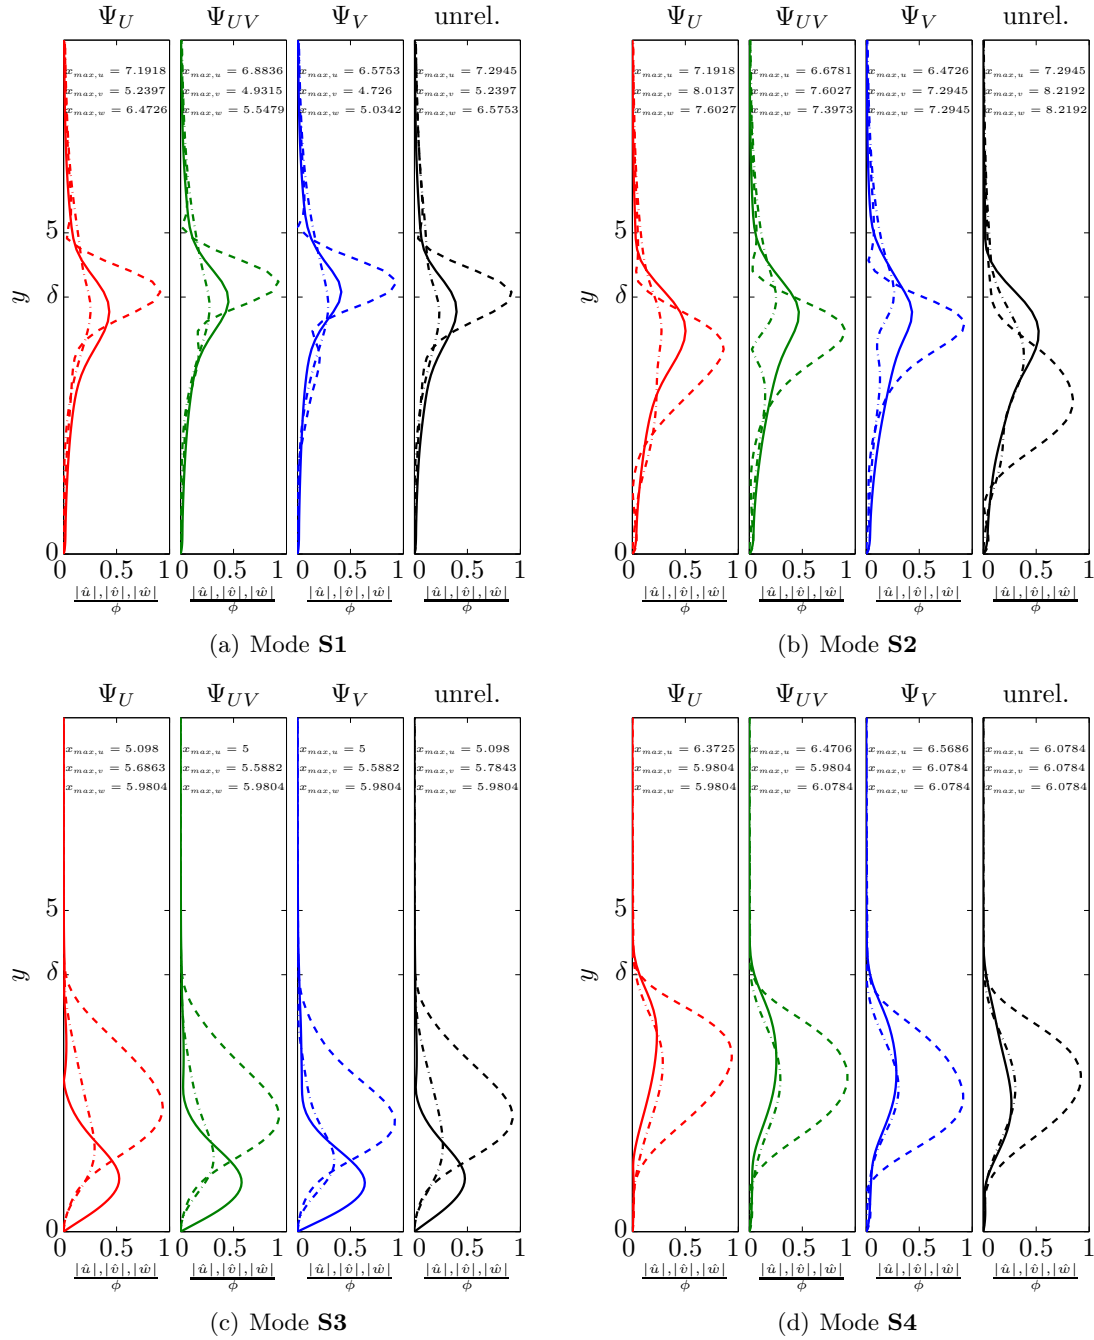 Ψ_U Ψ_UV Ψ_V unrel.
x_max,u = 7.1918 x_max,u = 6.8836 x_max,u = 6.5753 x_max,u = 7.2945
x_max,v = 5.2397 x_max,v = 4.9315 x_max,v = 4.726 x_max,v = 5.2397
x_max,w = 6.4726 x_max,w = 5.5479 x_max,w = 5.0342 x_max,w = 6.5753
5
δ
y
0
0 0.5 1 0 0.5 1 0 0.5 1 0 0.5 1
|û|,|v̂|,|ŵ| |û|,|v̂|,|ŵ| |û|,|v̂|,|ŵ| |û|,|v̂|,|ŵ|
ϕ ϕ ϕ ϕ
(a) Mode S1
Ψ_U Ψ_UV Ψ_V unrel.
x_max,u = 7.1918 x_max,u = 6.6781 x_max,u = 6.4726 x_max,u = 7.2945
x_max,v = 8.0137 x_max,v = 7.6027 x_max,v = 7.2945 x_max,v = 8.2192
x_max,w = 7.6027 x_max,w = 7.3973 x_max,w = 7.2945 x_max,w = 8.2192
5
δ
y
0
0 0.5 1 0 0.5 1 0 0.5 1 0 0.5 1
|û|,|v̂|,|ŵ| |û|,|v̂|,|ŵ| |û|,|v̂|,|ŵ| |û|,|v̂|,|ŵ|
ϕ ϕ ϕ ϕ
(b) Mode S2
Ψ_U Ψ_UV Ψ_V unrel.
x_max,u = 5.098 x_max,u = 5 x_max,u = 5 x_max,u = 5.098
x_max,v = 5.6863 x_max,v = 5.5882 x_max,v = 5.5882 x_max,v = 5.7843
x_max,w = 5.9804 x_max,w = 5.9804 x_max,w = 5.9804 x_max,w = 5.9804
5
δ
y
0
0 0.5 1 0 0.5 1 0 0.5 1 0 0.5 1
|û|,|v̂|,|ŵ| |û|,|v̂|,|ŵ| |û|,|v̂|,|ŵ| |û|,|v̂|,|ŵ|
ϕ ϕ ϕ ϕ
(c) Mode S3
Ψ_U Ψ_UV Ψ_V unrel.
x_max,u = 6.3725 x_max,u = 6.4706 x_max,u = 6.5686 x_max,u = 6.0784
x_max,v = 5.9804 x_max,v = 5.9804 x_max,v = 6.0784 x_max,v = 6.0784
x_max,w = 5.9804 x_max,w = 6.0784 x_max,w = 6.0784 x_max,w = 6.0784
5
δ
y
0
0 0.5 1 0 0.5 1 0 0.5 1 0 0.5 1
|û|,|v̂|,|ŵ| |û|,|v̂|,|ŵ| |û|,|v̂|,|ŵ| |û|,|v̂|,|ŵ|
ϕ ϕ ϕ ϕ
(d) Mode S4